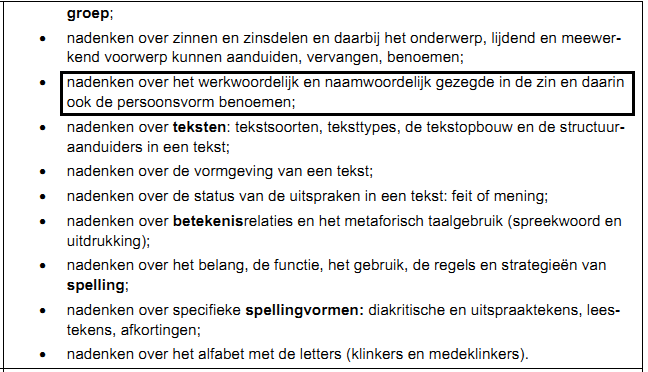 groep;
• nadenken over zinnen en zinsdelen en daarbij het onderwerp, lijdend en meewer-
kend voorwerp kunnen aanduiden, vervangen, benoemen;
• nadenken over het werkwoordelijk en naamwoordelijk gezegde in de zin en daarin
ook de persoonsvorm benoemen;
• nadenken over teksten: tekstsoorten, teksttypes, de tekstopbouw en de structuur-
aanduiders in een tekst;
• nadenken over de vormgeving van een tekst;
• nadenken over de status van de uitspraken in een tekst: feit of mening;
• nadenken over betekenisrelaties en het metaforisch taalgebruik (spreekwoord en
uitdrukking);
• nadenken over het belang, de functie, het gebruik, de regels en strategieën van
spelling;
• nadenken over specifieke spellingvormen: diakritische en uitspraaktekens, lees-
tekens, afkortingen;
• nadenken over het alfabet met de letters (klinkers en medeklinkers).